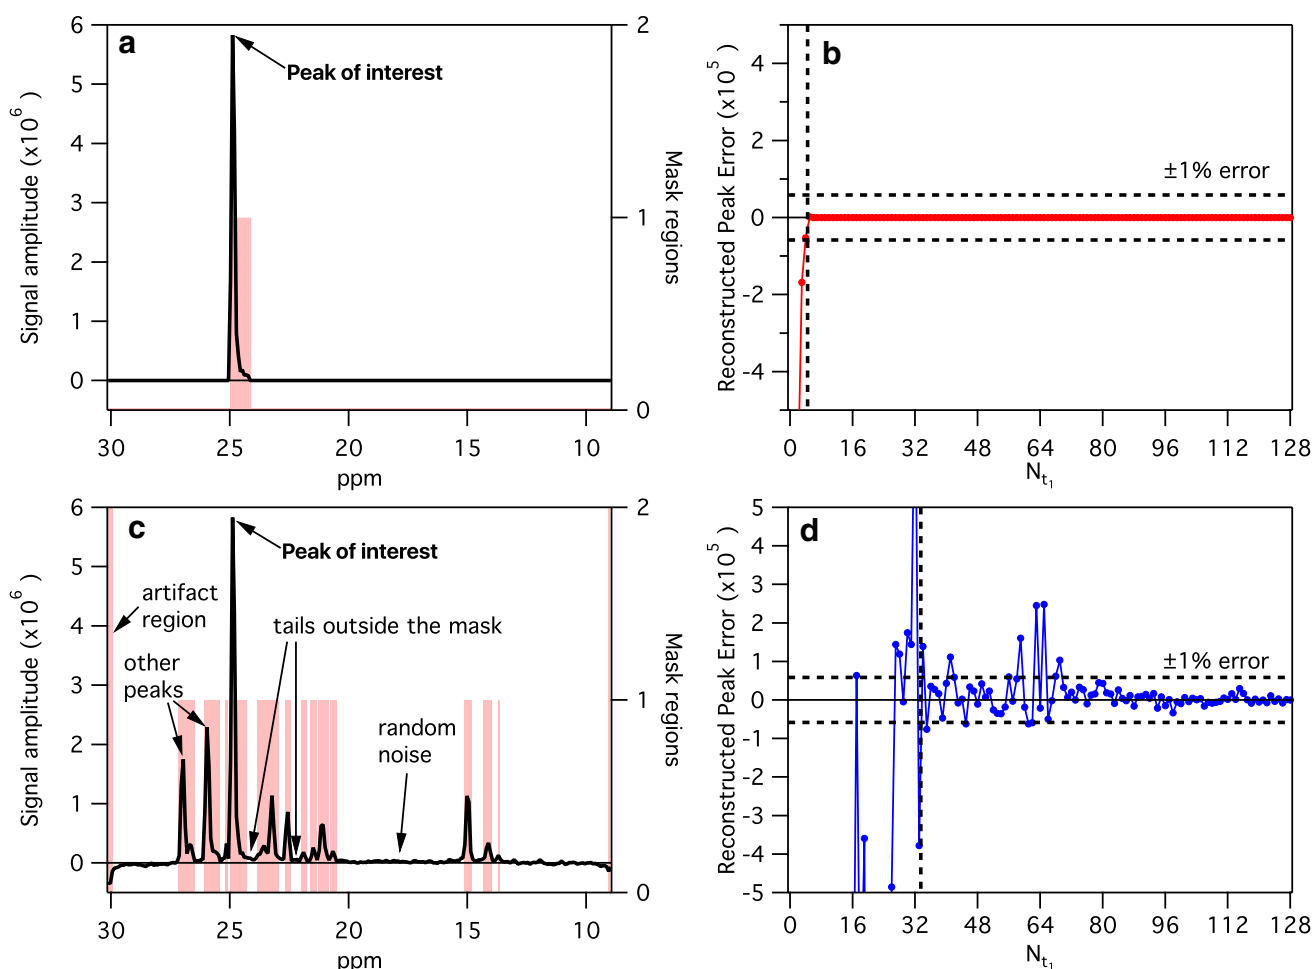 a
Peak of interest
Signal amplitude (x10⁶ )
6
5
4
3
2
1
0
2
1
0
Mask regions
30
25
20
15
10
ppm
b
±1% error
Reconstructed Peak Error (x10⁵ )
4
2
0
-2
-4
0
16
32
48
64
80
96
112
128
Nt₁
c
Peak of interest
artifact
region
tails outside the mask
other
peaks
random
noise
Signal amplitude (x10⁶ )
6
5
4
3
2
1
0
2
1
0
Mask regions
30
25
20
15
10
ppm
d
±1% error
Reconstructed Peak Error (x10⁵ )
5
4
3
2
1
0
-1
-2
-3
-4
-5
0
16
32
48
64
80
96
112
128
Nt₁